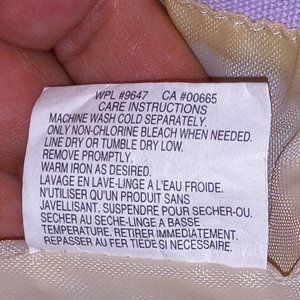 WPL #9647 CA #00665
CARE INSTRUCTIONS
MACHINE WASH COLD SEPARATELY.
ONLY NON-CHLORINE BLEACH WHEN NEEDED.
LINE DRY OR TUMBLE DRY LOW.
REMOVE PROMPTLY.
WARM IRON AS DESIRED.
LAVAGE EN LAVE-LINGE A L'EAU FROIDE.
N'UTILISER QU'UN PRODUIT SANS
JAVELLISANT. SUSPENDRE POUR SECHER-OU.
SECHER AU SECHE-LINGE A BASSE
TEMPERATURE. RETIRER IMMEDIATEMENT.
REPASSER AU FER TIEDE SI NECESSAIRE.